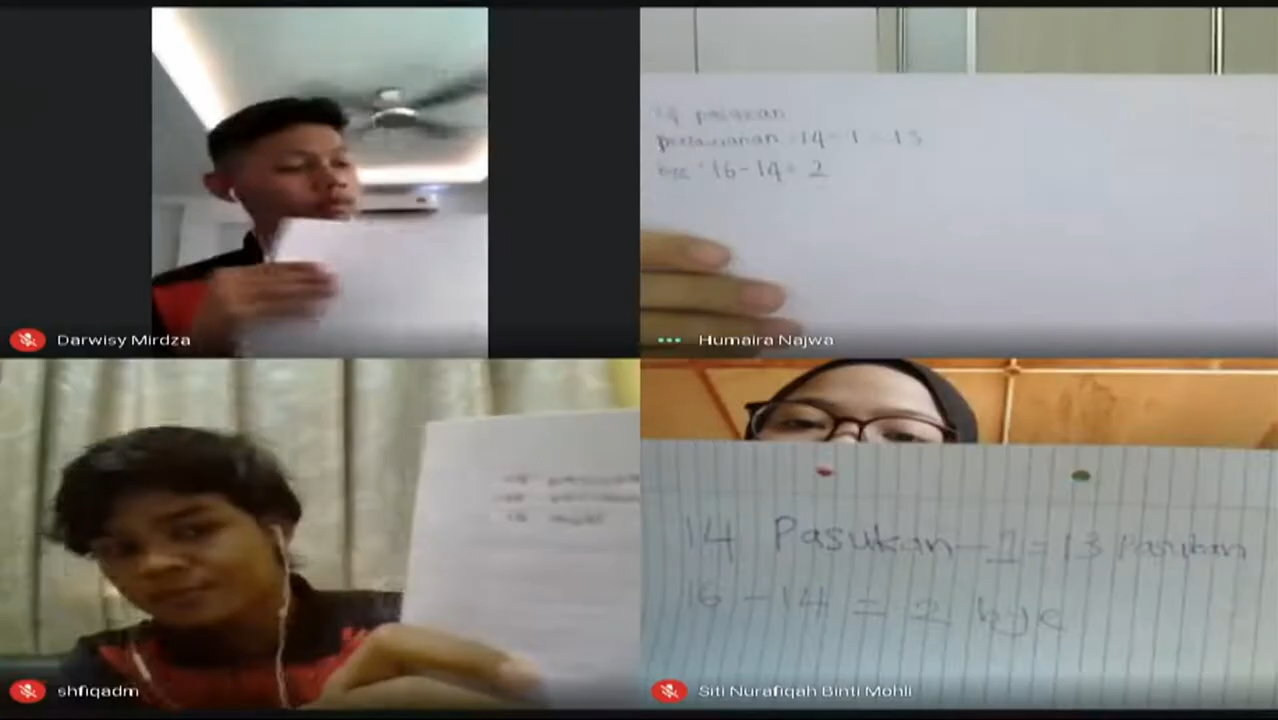 14 pasukan
perlawanan = 14 - 1 = 13
bye = 16 - 14 = 2
Darwisy Mirdza
Humaira Najwa
14 Pasukan - 1 = 13 Pasukan
16 - 14 = 2 bye
shfiqadm
Siti Nurafiqah Binti Mohli